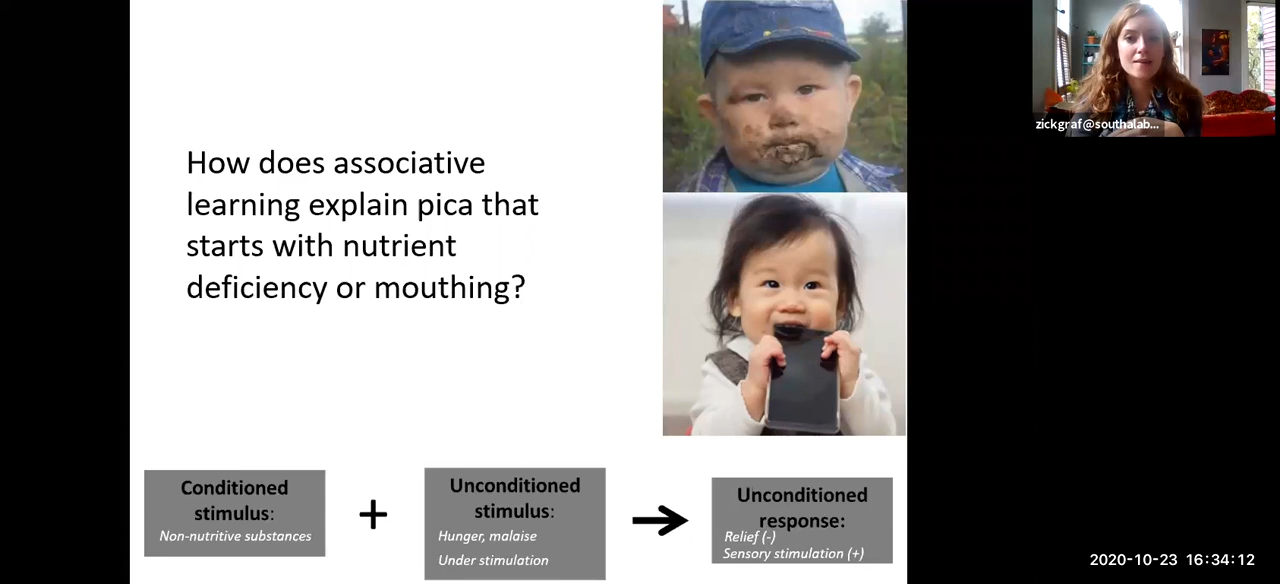 zickgraf@southalab...
How does associative
learning explain pica that
starts with nutrient
deficiency or mouthing?
Conditioned
stimulus:
Non-nutritive substances
+
Unconditioned
stimulus:
Hunger, malaise
Under stimulation
Unconditioned
response:
Relief (-)
Sensory stimulation (+)
2020-10-23 16:34:12